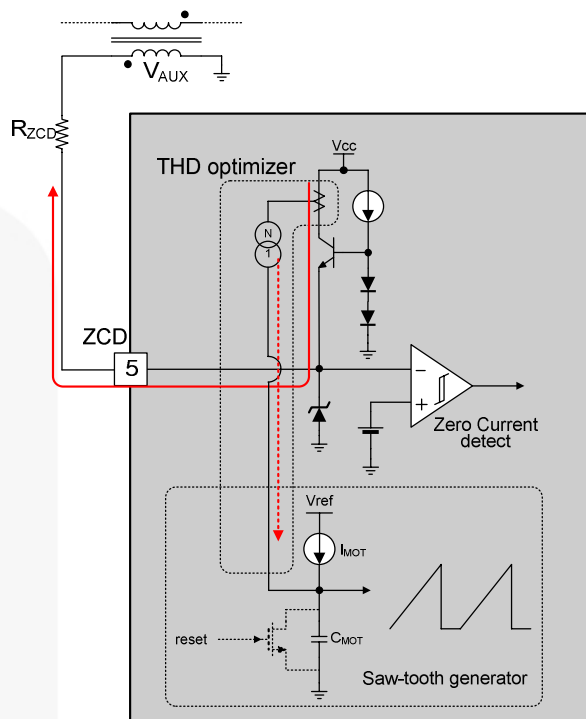 VAUX
RZCD
Vcc
THD optimizer
N
1
ZCD
5
−
+
Zero Current
detect
Vref
IMOT
reset
CMOT
Saw-tooth generator